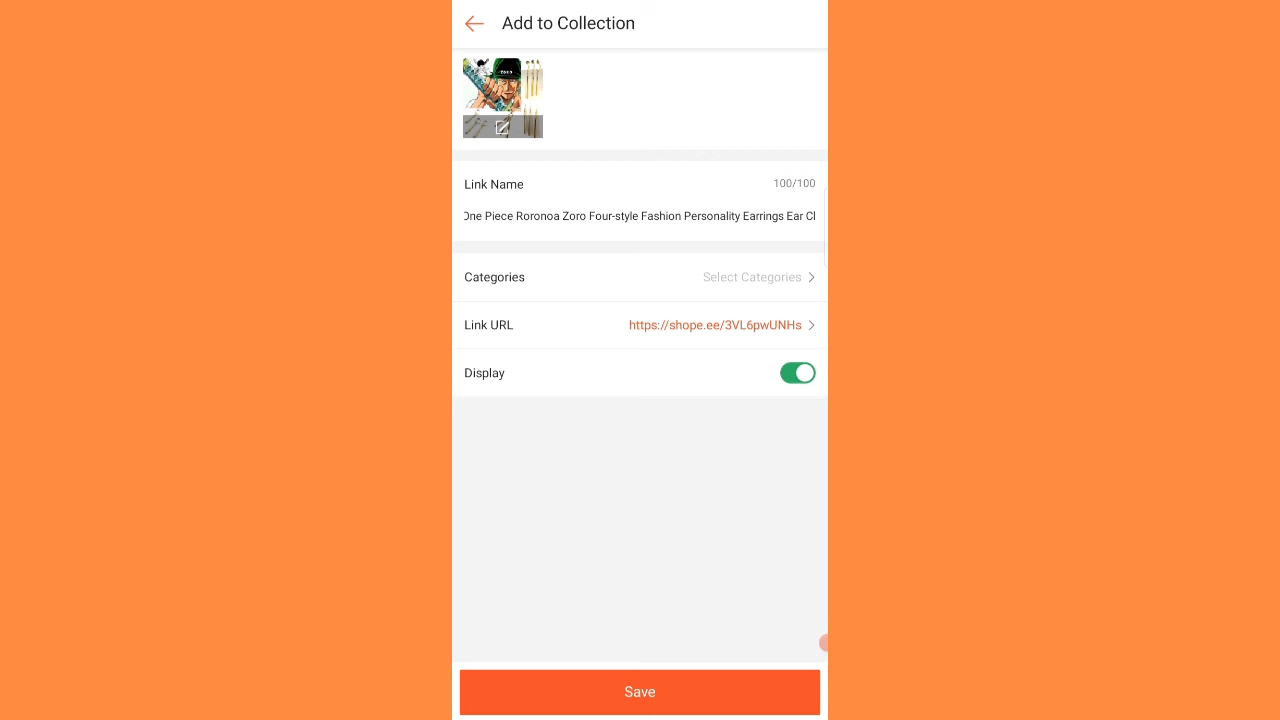 Add to Collection
Link Name
100/100
One Piece Roronoa Zoro Four-style Fashion Personality Earrings Ear Cl
Categories
Select Categories
Link URL
https://shope.ee/3VL6pwUNHs
Display
Save